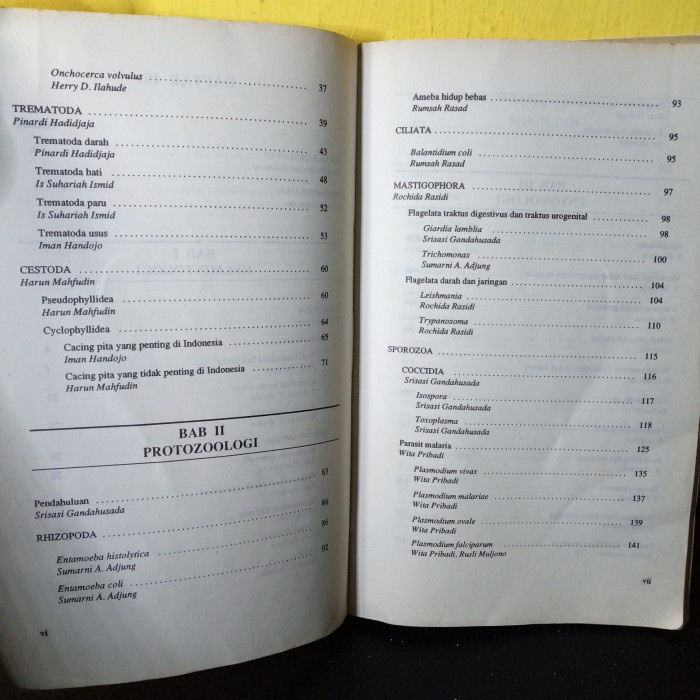 Onchocerca volvulus ........ 37
Herry D. Ilahude
TREMATODA ........ 39
Pinardi Hadidjaja
Trematoda darah ........ 43
Pinardi Hadidjaja
Trematoda hati ........ 48
Is Suhariah Ismid
Trematoda paru ........ 52
Is Suhariah Ismid
Trematoda usus ........ 53
Iman Handojo
CESTODA ........ 60
Harun Mahfudin
Pseudophyllidea ........ 60
Harun Mahfudin
Cyclophyllidea ........ 64
Cacing pita yang penting di Indonesia ........ 65
Iman Handojo
Cacing pita yang tidak penting di Indonesia ........ 71
Harun Mahfudin
BAB II
PROTOZOOLOGI
Pendahuluan ........ 83
Srisasi Gandahusada
RHIZOPODA ........ 86
Entamoeba histolytica ........ 86
Sumarni A. Adjung
Entamoeba coli ........ 92
Sumarni A. Adjung
vi
Ameba hidup bebas ........ 93
Rumsah Rasad
CILIATA ........ 95
Balantidium coli ........ 95
Rumsah Rasad
MASTIGOPHORA ........ 97
Rochida Rasidi
Flagelata traktus digestivus dan traktus urogenital ........ 98
Giardia lamblia ........ 98
Srisasi Gandahusada
Trichomonas ........ 100
Sumarni A. Adjung
Flagelata darah dan jaringan ........ 104
Leishmania ........ 104
Rochida Rasidi
Trypanosoma ........ 110
Rochida Rasidi
SPOROZOA ........ 115
COCCIDIA ........ 116
Srisasi Gandahusada
Isospora ........ 117
Srisasi Gandahusada
Toxoplasma ........ 118
Srisasi Gandahusada
Parasit malaria ........ 125
Wita Pribadi
Plasmodium vivax ........ 135
Wita Pribadi
Plasmodium malariae ........ 137
Wita Pribadi
Plasmodium ovale ........ 139
Wita Pribadi
Plasmodium falciparum ........ 141
Wita Pribadi, Rusli Muljono
vii